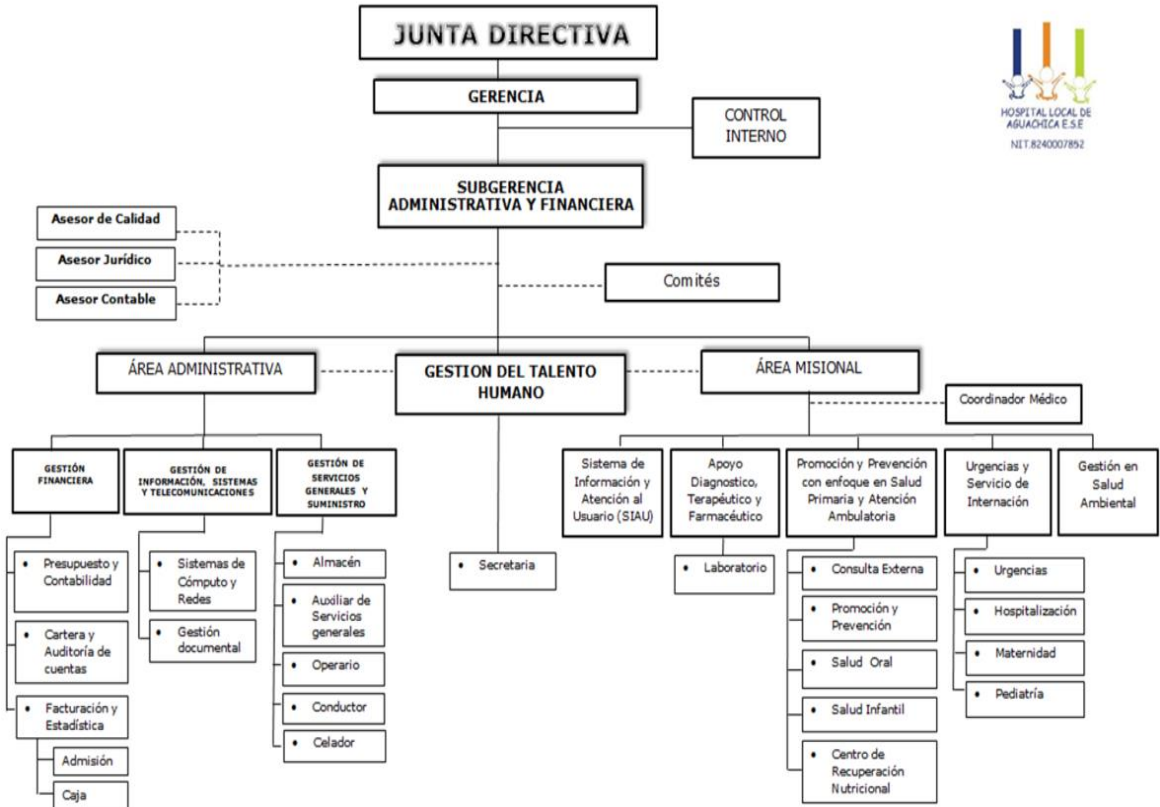 JUNTA DIRECTIVA
GERENCIA
CONTROL
INTERNO
HOSPITAL LOCAL DE
AGUACHICA E.S.E
NIT.8240007852
SUBGERENCIA
ADMINISTRATIVA Y FINANCIERA
Asesor de Calidad
Asesor Jurídico
Asesor Contable
Comités
ÁREA ADMINISTRATIVA
GESTION DEL TALENTO
HUMANO
ÁREA MISIONAL
Coordinador Médico
GESTIÓN
FINANCIERA
GESTIÓN DE
INFORMACIÓN, SISTEMAS
Y TELECOMUNICACIONES
GESTIÓN DE
SERVICIOS
GENERALES Y
SUMINISTRO
Sistema de
Información y
Atención al
Usuario (SIAU)
Apoyo
Diagnostico,
Terapéutico y
Farmacéutico
Promoción y Prevención
con enfoque en Salud
Primaria y Atención
Ambulatoria
Urgencias y
Servicio de
Internación
Gestión en
Salud
Ambiental
• Presupuesto y
Contabilidad
• Cartera y
Auditoría de
cuentas
• Facturación y
Estadística
Admisión
Caja
• Sistemas de
Cómputo y
Redes
• Gestión
documental
• Almacén
• Auxiliar de
Servicios
generales
• Operario
• Conductor
• Celador
• Secretaria
• Laboratorio
• Consulta Externa
• Promoción y
Prevención
• Salud Oral
• Salud Infantil
• Centro de
Recuperación
Nutricional
• Urgencias
• Hospitalización
• Maternidad
• Pediatría